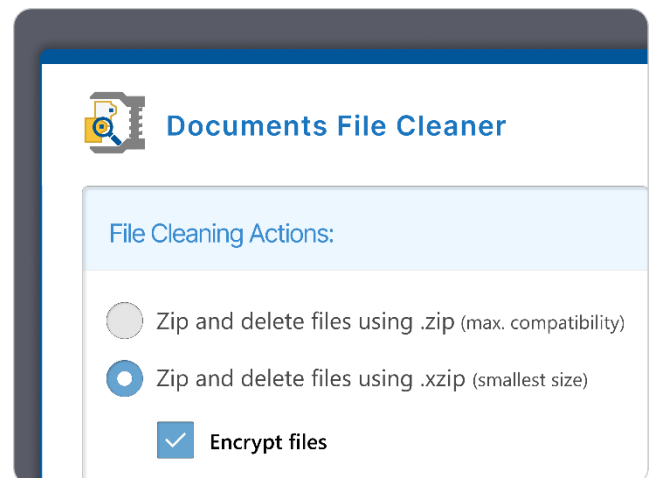 Documents File Cleaner
File Cleaning Actions:
Zip and delete files using .zip (max. compatibility)
Zip and delete files using .xzip (smallest size)
Encrypt files